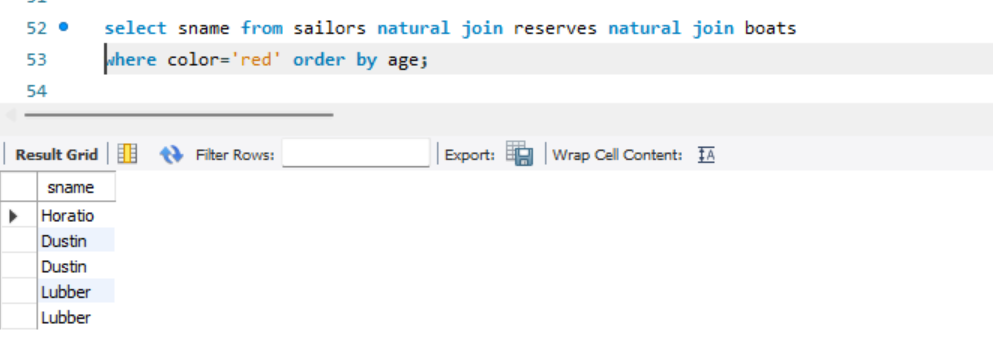 52 select sname from sailors natural join reserves natural join boats
53 where color='red' order by age;
54
Result Grid Filter Rows: Export: Wrap Cell Content: IA
sname
Horatio
Dustin
Dustin
Lubber
Lubber